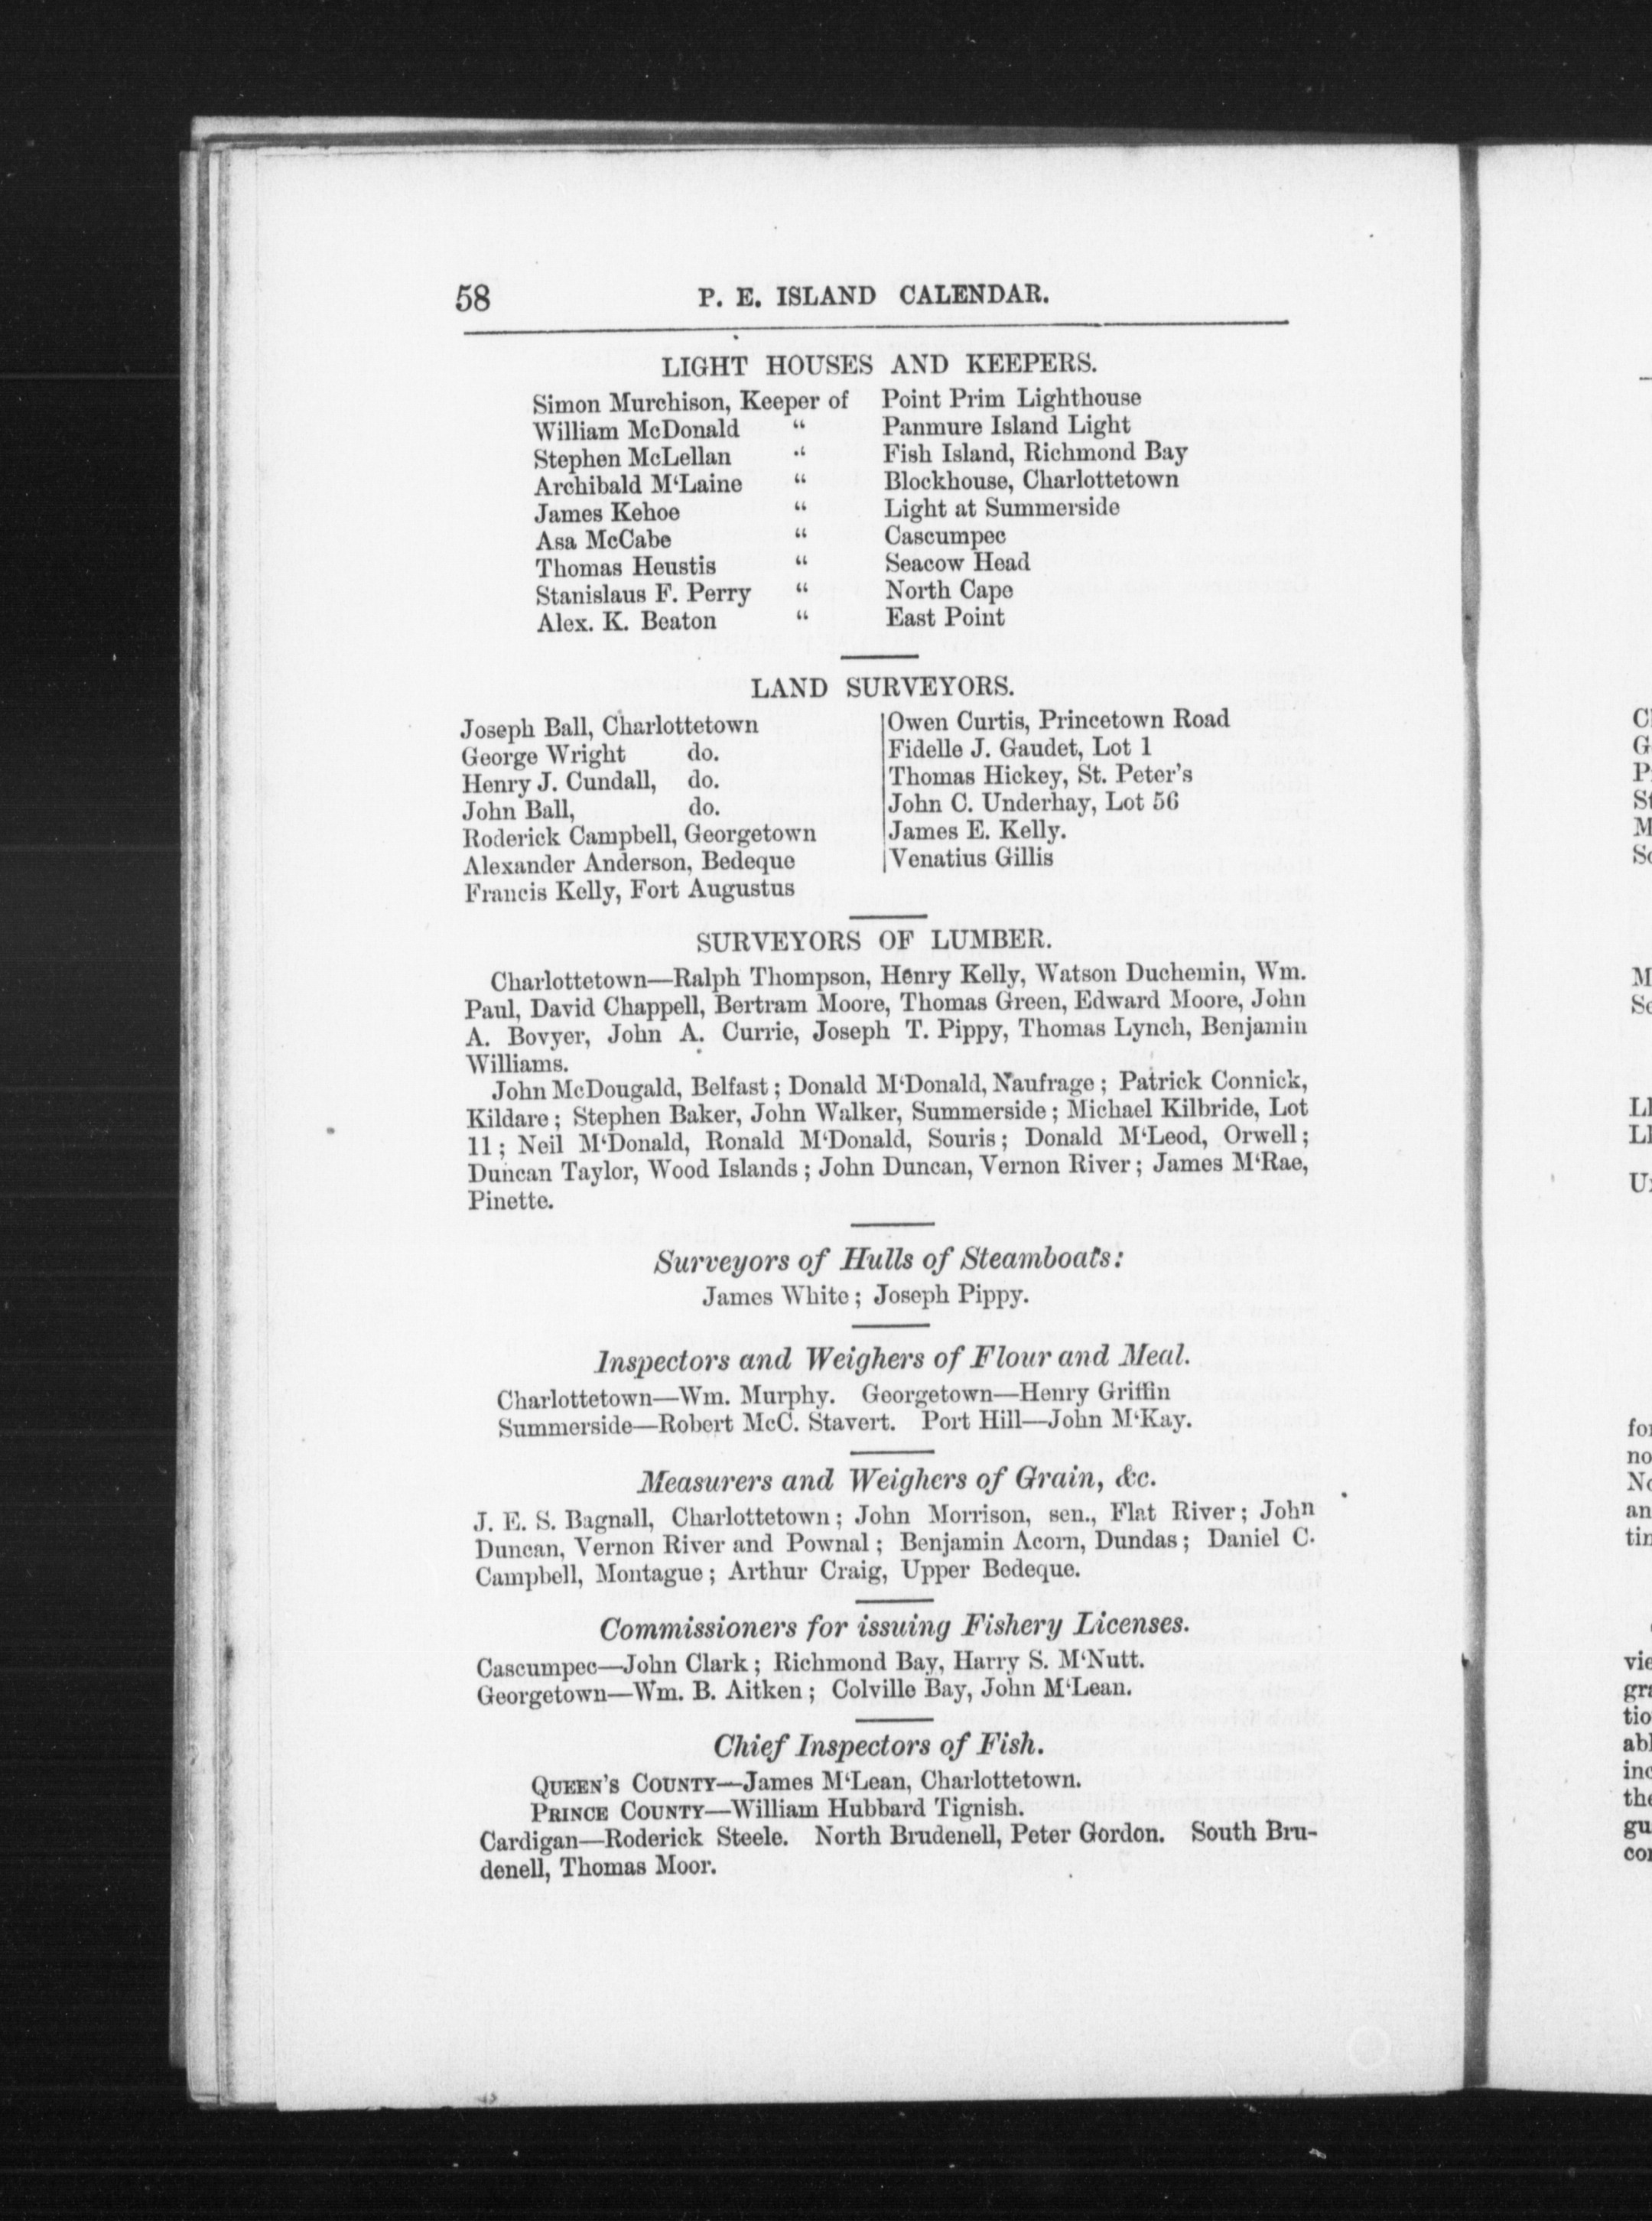 58 P. E. ISLAND CALENDAR.
LIGHT HOUSES AND KEEPERS.
Simon Murchison, Keeper of Point Prim Lighthouse
William McDonald " Panmure Island Light
Stephen McLellan " Fish Island, Richmond Bay
Archibald M‘Laine " Blockhouse, Charlottetown
James Kehoe " Light at Summerside
Asa McCabe " Cascumpec
Thomas Heustis " Seacow Head
Stanislaus F. Perry " North Cape
Alex. K. Beaton " East Point
LAND SURVEYORS.
Joseph Ball, Charlottetown
George Wright do.
Henry J. Cundall, do.
John Ball, do.
Roderick Campbell, Georgetown
Alexander Anderson, Bedeque
Francis Kelly, Fort Augustus
Owen Curtis, Princetown Road
Fidelle J. Gaudet, Lot 1
Thomas Hickey, St. Peter's
John C. Underhay, Lot 56
James E. Kelly.
Venatius Gillis
SURVEYORS OF LUMBER.
Charlottetown—Ralph Thompson, Henry Kelly, Watson Duchemin, Wm.
Paul, David Chappell, Bertram Moore, Thomas Green, Edward Moore, John
A. Bovyer, John A. Currie, Joseph T. Pippy, Thomas Lynch, Benjamin
Williams.
John McDougald, Belfast; Donald M‘Donald, Naufrage; Patrick Connick,
Kildare; Stephen Baker, John Walker, Summerside; Michael Kilbride, Lot
11; Neil M‘Donald, Ronald M‘Donald, Souris; Donald M‘Leod, Orwell;
Duncan Taylor, Wood Islands; John Duncan, Vernon River; James M‘Rae,
Pinette.
Surveyors of Hulls of Steamboats:
James White; Joseph Pippy.
Inspectors and Weighers of Flour and Meal.
Charlottetown—Wm. Murphy. Georgetown—Henry Griffin
Summerside—Robert McC. Stavert. Port Hill—John M‘Kay.
Measurers and Weighers of Grain, &c.
J. E. S. Bagnall, Charlottetown; John Morrison, sen., Flat River; John
Duncan, Vernon River and Pownal; Benjamin Acorn, Dundas; Daniel C.
Campbell, Montague; Arthur Craig, Upper Bedeque.
Commissioners for issuing Fishery Licenses.
Cascumpec—John Clark; Richmond Bay, Harry S. M‘Nutt.
Georgetown—Wm. B. Aitken; Colville Bay, John M‘Lean.
Chief Inspectors of Fish.
QUEEN'S COUNTY—James M‘Lean, Charlottetown.
PRINCE COUNTY—William Hubbard Tignish.
Cardigan—Roderick Steele. North Brudenell, Peter Gordon. South Bru-
denell, Thomas Moor.